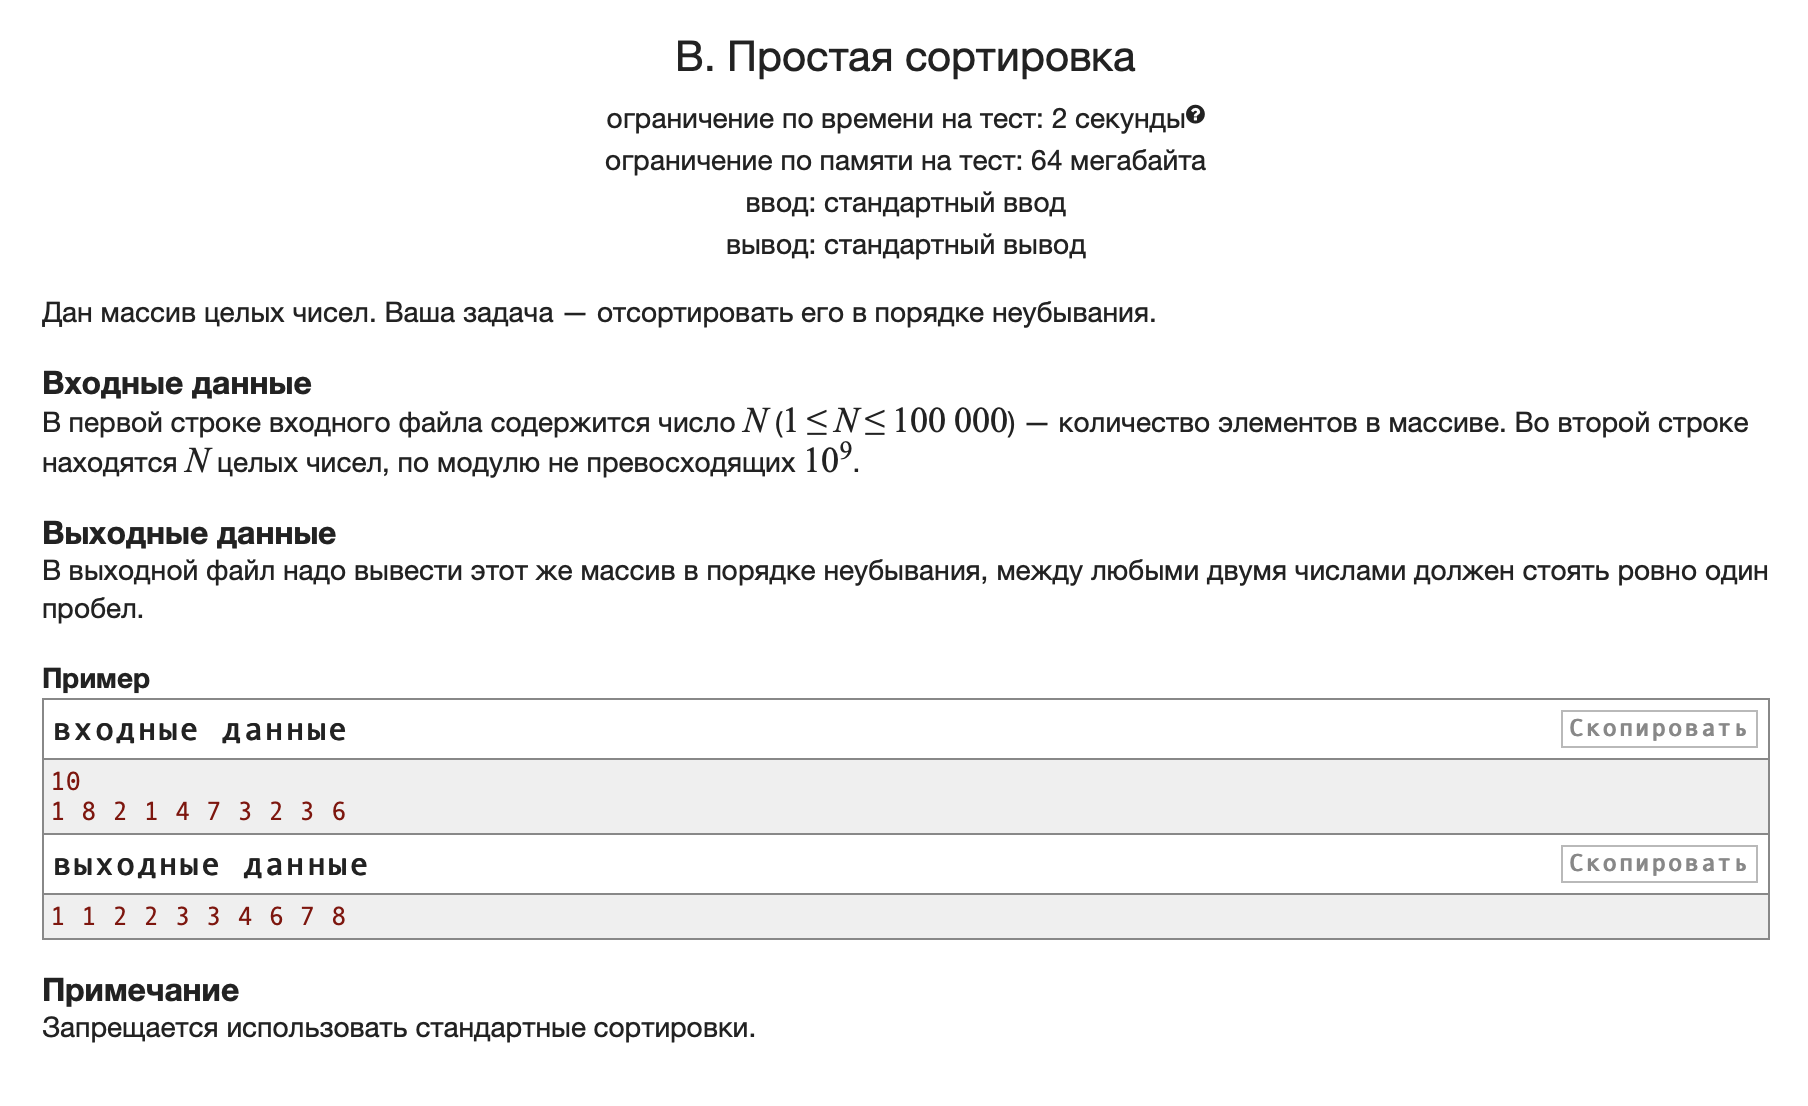 В. Простая сортировка
ограничение по времени на тест: 2 секунды?
ограничение по памяти на тест: 64 мегабайта
ввод: стандартный ввод
вывод: стандартный вывод
Дан массив целых чисел. Ваша задача — отсортировать его в порядке неубывания.
Входные данные
В первой строке входного файла содержится число N (1 ≤ N ≤ 100 000) — количество элементов в массиве. Во второй строке
находятся N целых чисел, по модулю не превосходящих 10⁹.
Выходные данные
В выходной файл надо вывести этот же массив в порядке неубывания, между любыми двумя числами должен стоять ровно один
пробел.
Пример
входные данные Скопировать
10
1 8 2 1 4 7 3 2 3 6
выходные данные Скопировать
1 1 2 2 3 3 4 6 7 8
Примечание
Запрещается использовать стандартные сортировки.